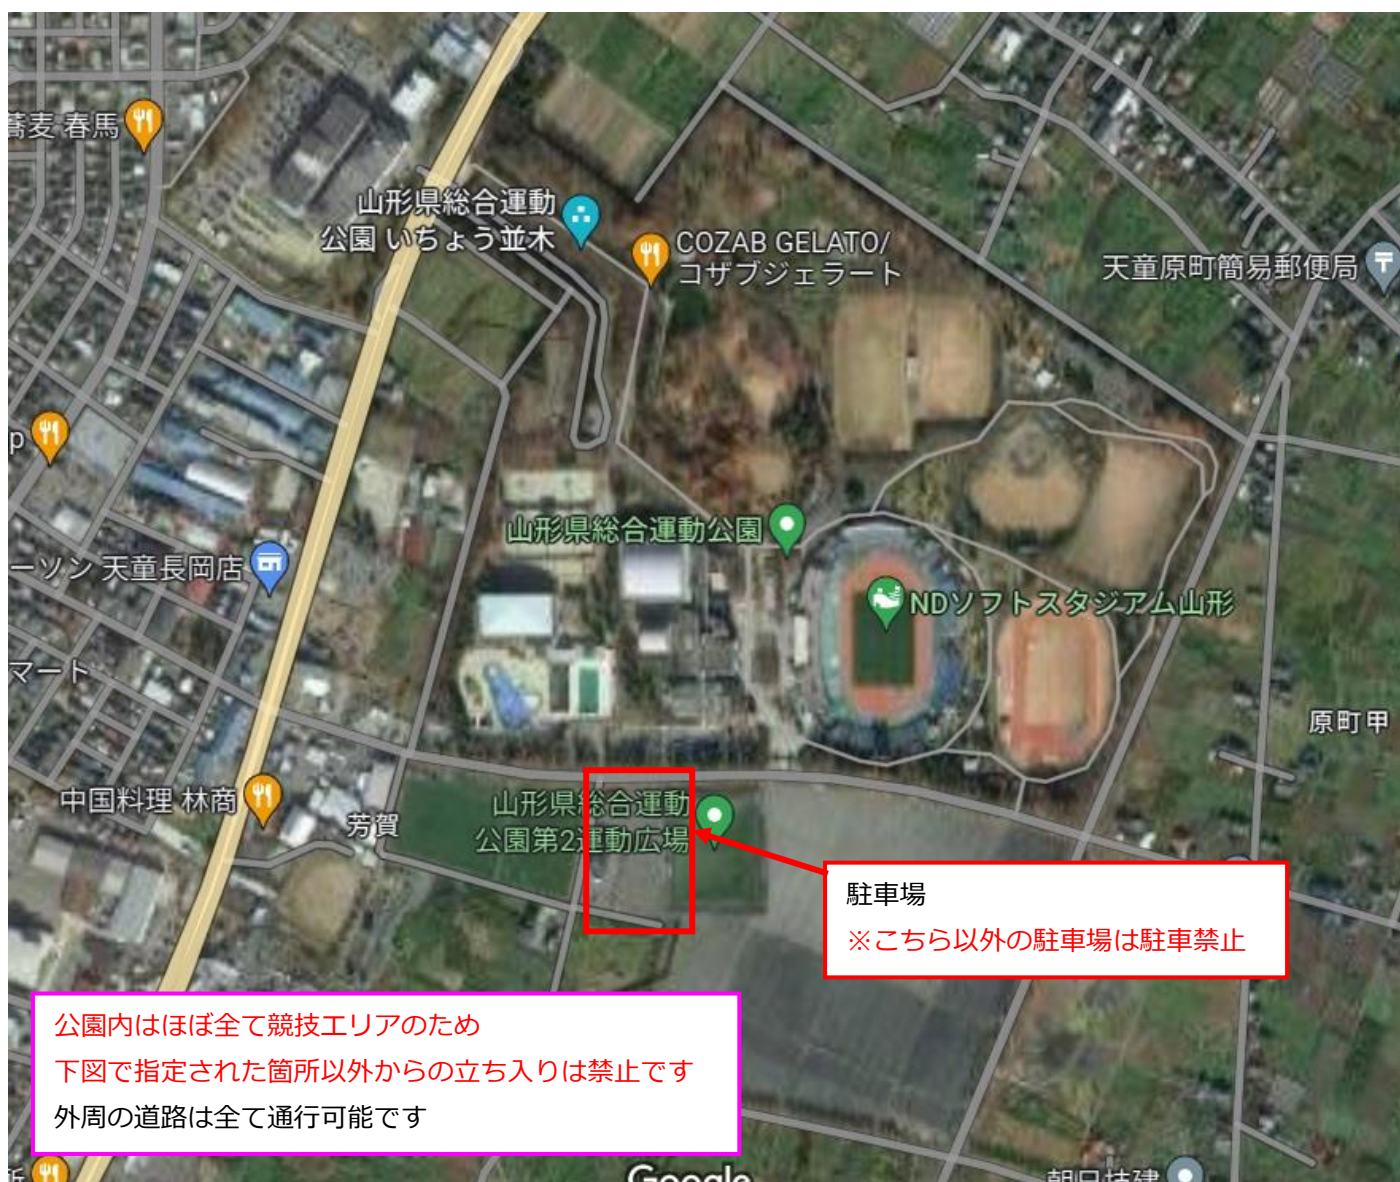 蕎麦 春馬
山形県総合運動
公園 いちょう並木
COZAB GELATO/
コザブジェラート
天童原町簡易郵便局
p
山形県総合運動公園
ーソン 天童長岡店
NDソフトスタジアム山形
マート
原町甲
中国料理 林商
芳賀
山形県総合運動
公園第2運動広場
駐車場
※こちら以外の駐車場は駐車禁止
公園内はほぼ全て競技エリアのため
下図で指定された箇所以外からの立ち入りは禁止です
外周の道路は全て通行可能です
Google